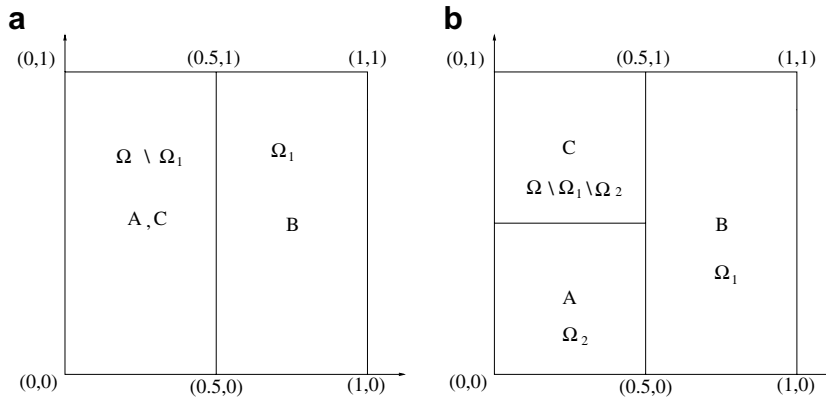 a
(0,1)
(0.5,1)
(1,1)
Ω \ Ω₁
Ω₁
A , C
B
(0,0)
(0.5,0)
(1,0)
b
(0,1)
(0.5,1)
(1,1)
C
Ω \ Ω₁ \ Ω₂
B
Ω₁
A
Ω₂
(0,0)
(0.5,0)
(1,0)